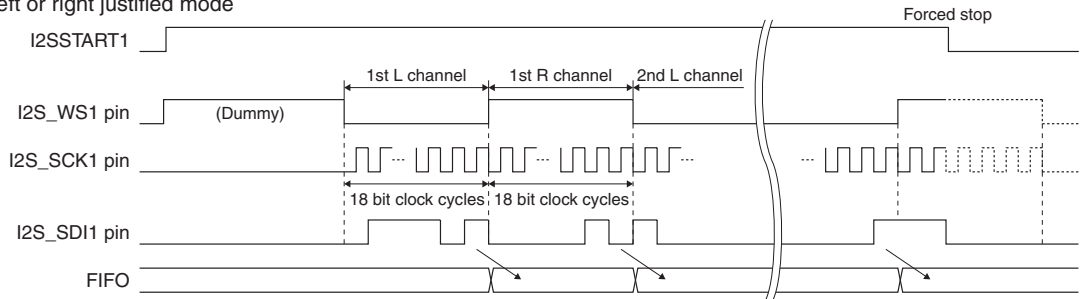 eft or right justified mode
Forced stop
I2SSTART1
1st L channel 1st R channel 2nd L channel
I2S_WS1 pin (Dummy)
I2S_SCK1 pin
18 bit clock cycles 18 bit clock cycles
I2S_SDI1 pin
FIFO